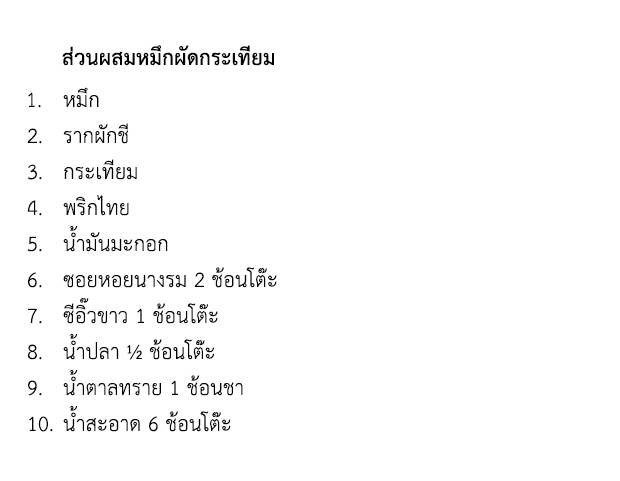 ส่วนผสมหมึกผัดกระเทียม
1. หมึก
2. รากผักชี
3. กระเทียม
4. พริกไทย
5. น้ำมันมะกอก
6. ซอยหอยนางรม 2 ช้อนโต๊ะ
7. ซีอิ๊วขาว 1 ช้อนโต๊ะ
8. น้ำปลา ½ ช้อนโต๊ะ
9. น้ำตาลทราย 1 ช้อนชา
10. น้ำสะอาด 6 ช้อนโต๊ะ